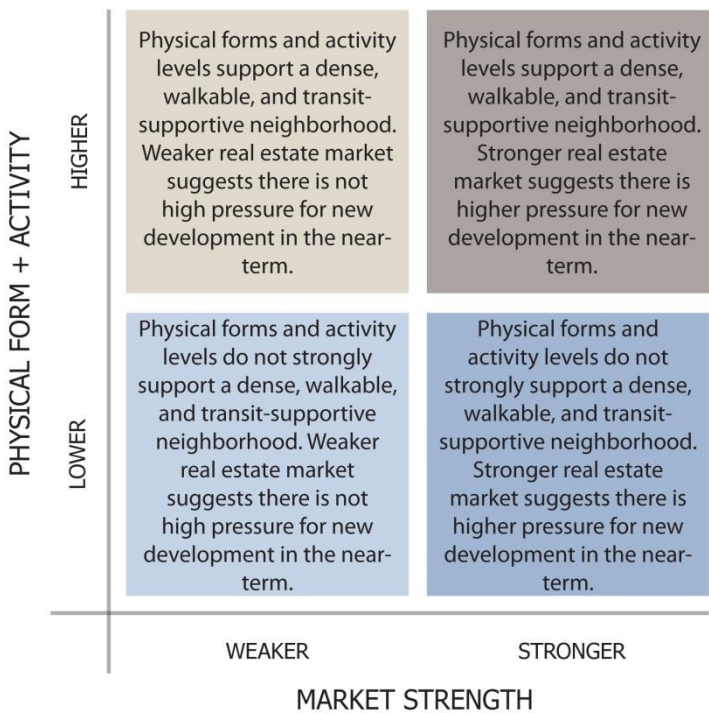 PHYSICAL FORM + ACTIVITY
HIGHER
Physical forms and activity
levels support a dense,
walkable, and transit-
supportive neighborhood.
Weaker real estate market
suggests there is not
high pressure for new
development in the near-
term.
Physical forms and activity
levels support a dense,
walkable, and transit-
supportive neighborhood.
Stronger real estate
market suggests there is
higher pressure for new
development in the near-
term.
LOWER
Physical forms and activity
levels do not strongly
support a dense, walkable,
and transit-supportive
neighborhood. Weaker
real estate market
suggests there is not
high pressure for new
development in the near-
term.
Physical forms and
activity levels do not
strongly support a dense,
walkable, and transit-
supportive neighborhood.
Stronger real estate
market suggests there is
higher pressure for new
development in the near-
term.
WEAKER
STRONGER
MARKET STRENGTH